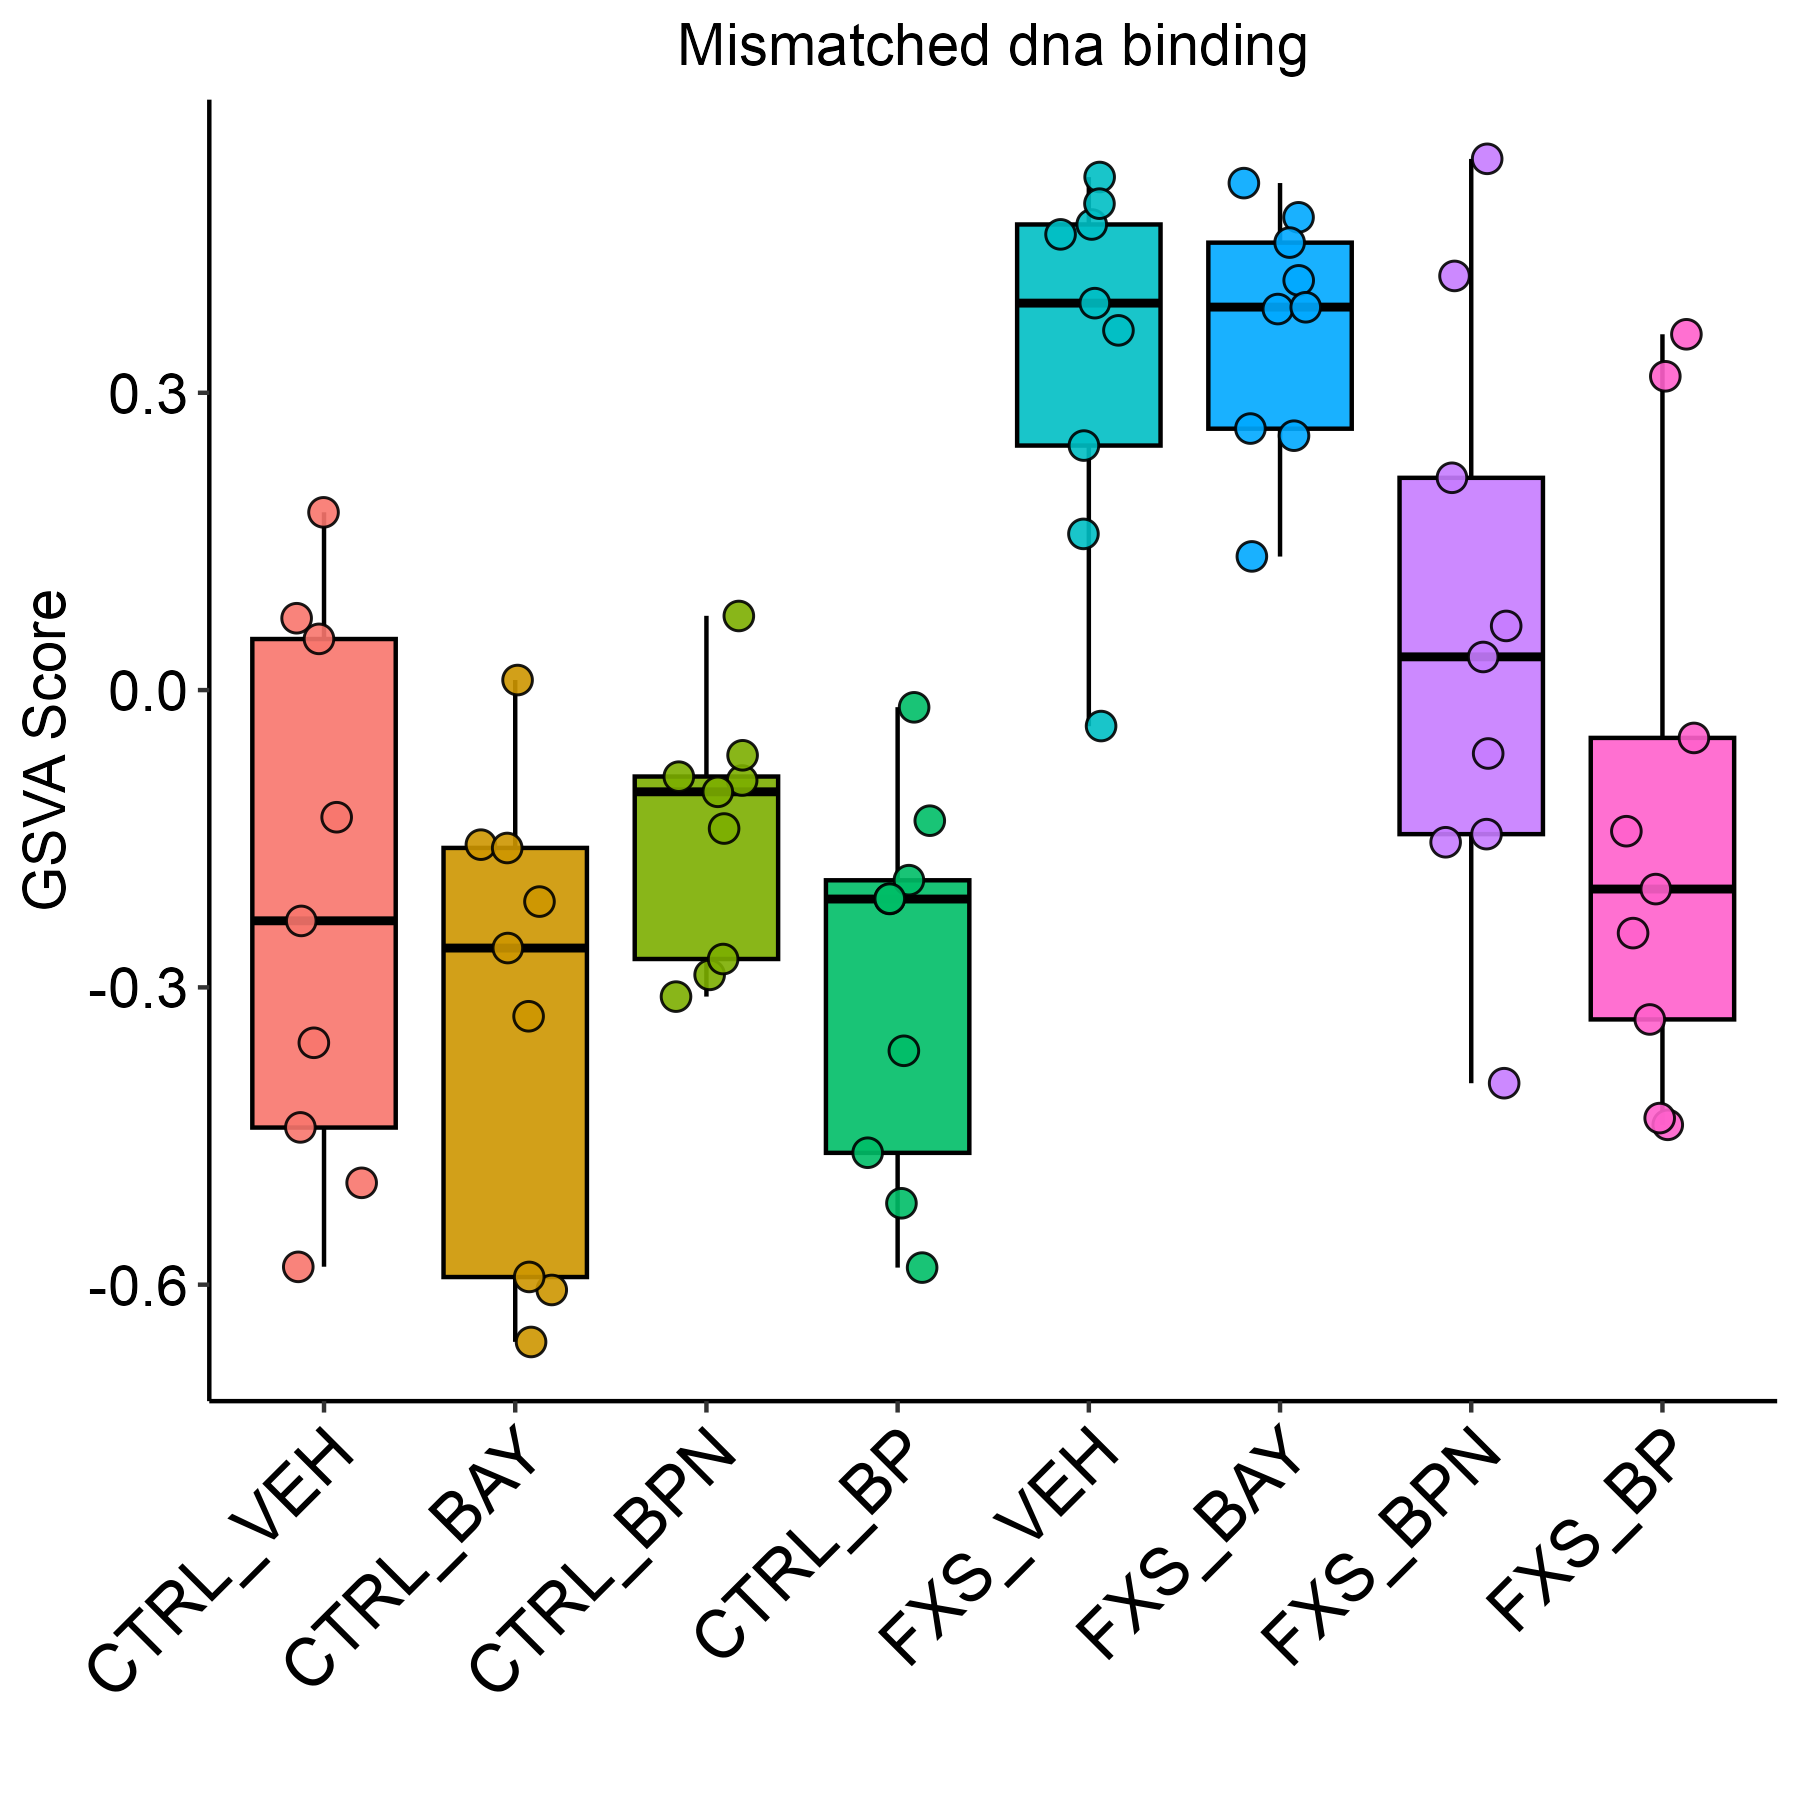 Mismatched dna binding
GSVA Score
0.3
0.0
-0.3
-0.6
CTRL_VEH
CTRL_BAY
CTRL_BPN
CTRL_BP
FXS_VEH
FXS_BAY
FXS_BPN
FXS_BP